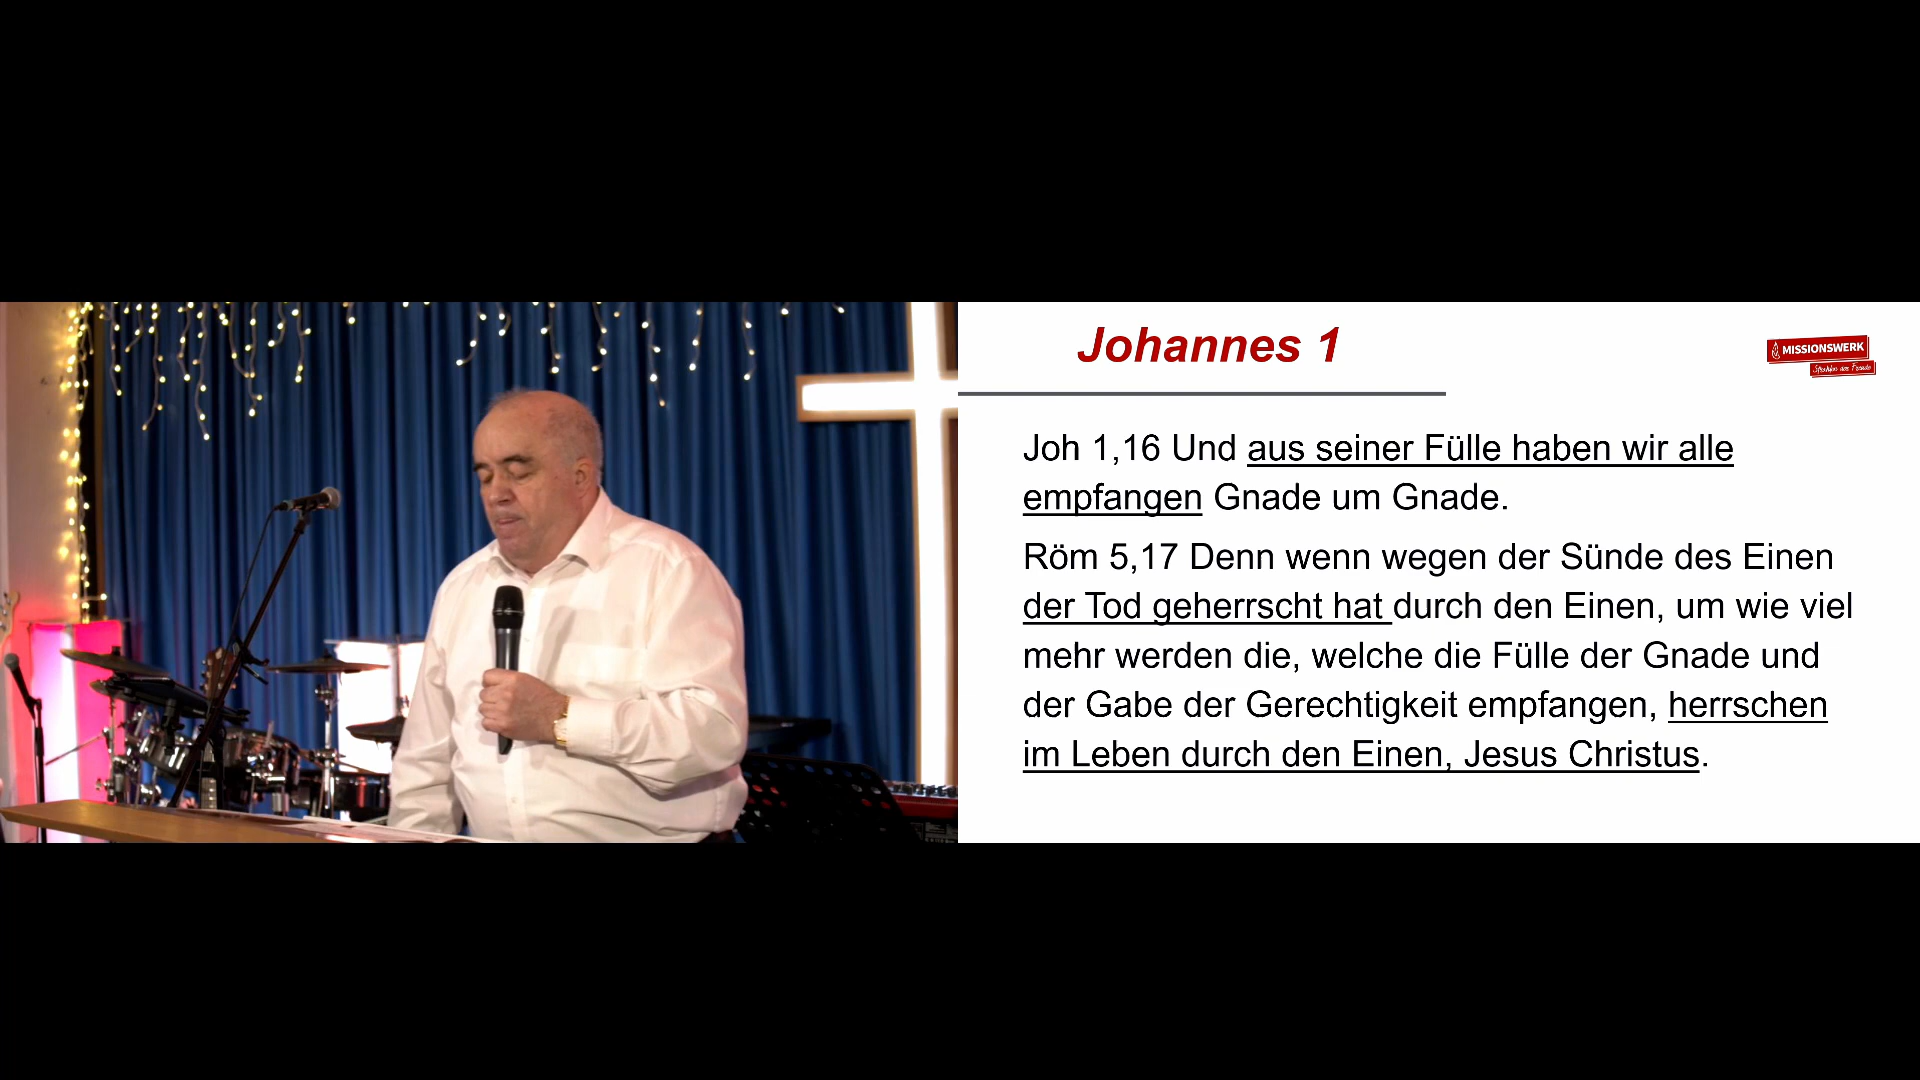 Johannes 1
MISSIONSWERK
Strahlen der Freude
Joh 1,16 Und aus seiner Fülle haben wir alle
empfangen Gnade um Gnade.
Röm 5,17 Denn wenn wegen der Sünde des Einen
der Tod geherrscht hat durch den Einen, um wie viel
mehr werden die, welche die Fülle der Gnade und
der Gabe der Gerechtigkeit empfangen, herrschen
im Leben durch den Einen, Jesus Christus.